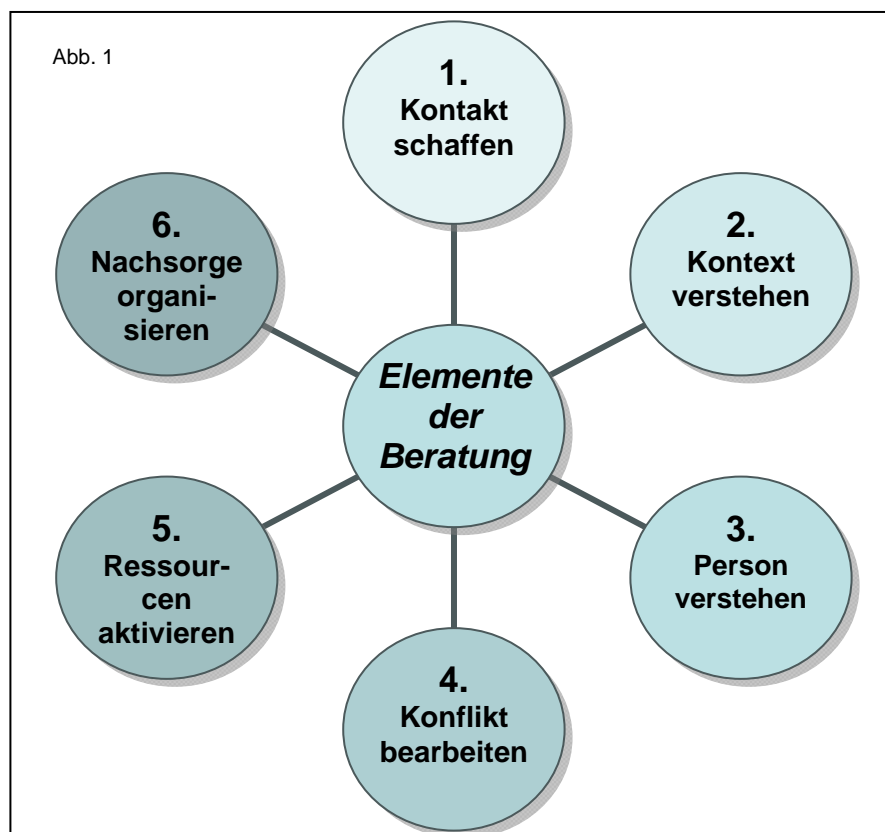 Abb. 1
1.
Kontakt
schaffen
2.
Kontext
verstehen
3.
Person
verstehen
4.
Konflikt
bearbeiten
5.
Ressour-
cen
aktivieren
6.
Nachsorge
organi-
sieren
Elemente
der
Beratung